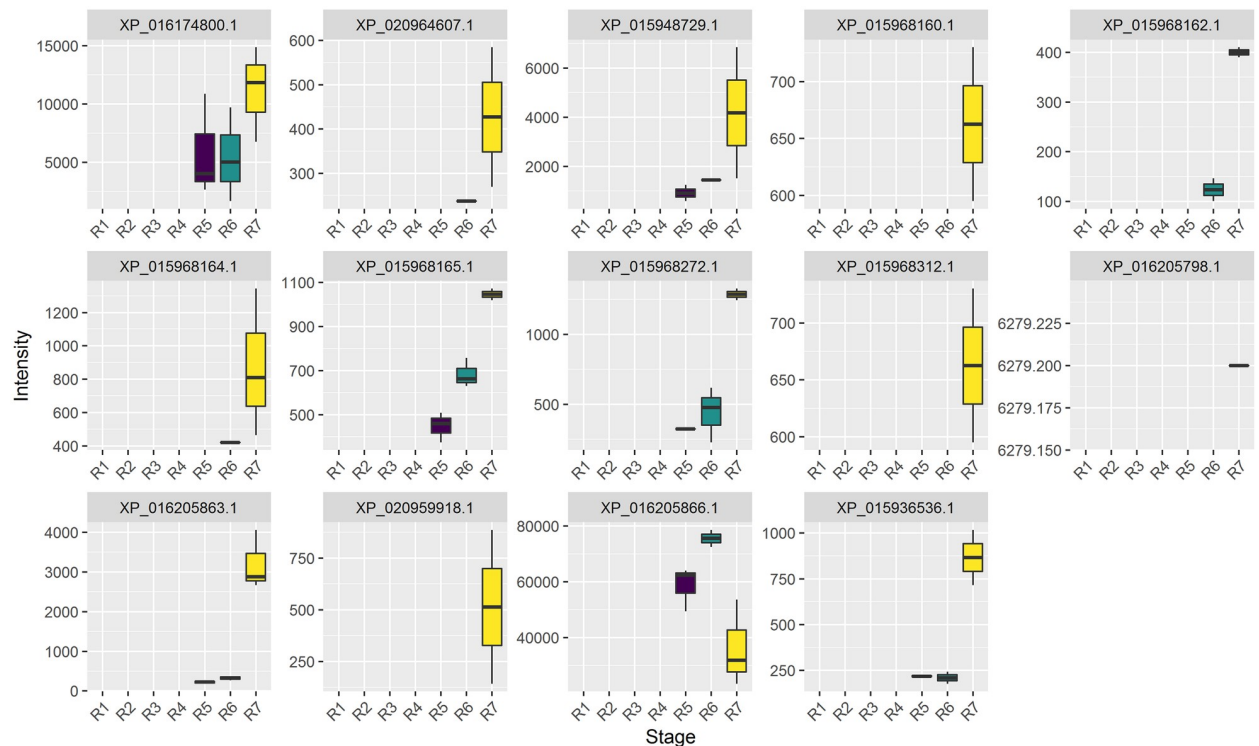 XP_016174800.1 XP_020964607.1 XP_015948729.1 XP_015968160.1 XP_015968162.1
15000 10000 5000
600 500 400 300
6000 4000 2000
700 650 600
400 300 200 100
R1 R2 R3 R4 R5 R6 R7 R1 R2 R3 R4 R5 R6 R7 R1 R2 R3 R4 R5 R6 R7 R1 R2 R3 R4 R5 R6 R7 R1 R2 R3 R4 R5 R6 R7
XP_015968164.1 XP_015968165.1 XP_015968272.1 XP_015968312.1 XP_016205798.1
1200 1000 800 600 400
1100 900 700 500
1000 500
700 650 600
6279.225 6279.200 6279.175 6279.150
R1 R2 R3 R4 R5 R6 R7 R1 R2 R3 R4 R5 R6 R7 R1 R2 R3 R4 R5 R6 R7 R1 R2 R3 R4 R5 R6 R7 R1 R2 R3 R4 R5 R6 R7
Intensity
XP_016205863.1 XP_020959918.1 XP_016205866.1 XP_015936536.1
4000 3000 2000 1000 0
750 500 250
80000 60000 40000
1000 750 500 250
R1 R2 R3 R4 R5 R6 R7 R1 R2 R3 R4 R5 R6 R7 R1 R2 R3 R4 R5 R6 R7 R1 R2 R3 R4 R5 R6 R7
Stage